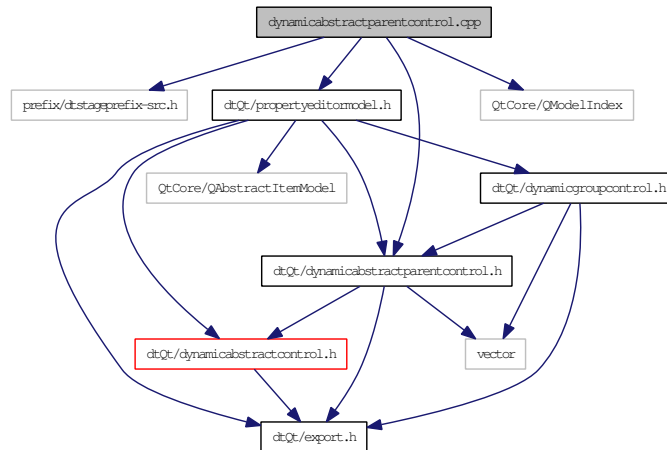 dynamicabstractparentcontrol.cpp
prefix/dtstageprefix-src.h
dtQt/propertyeditormodel.h
QtCore/QModelIndex
QtCore/QAbstractItemModel
dtQt/dynamicgroupcontrol.h
dtQt/dynamicabstractparentcontrol.h
dtQt/dynamicabstractcontrol.h
vector
dtQt/export.h